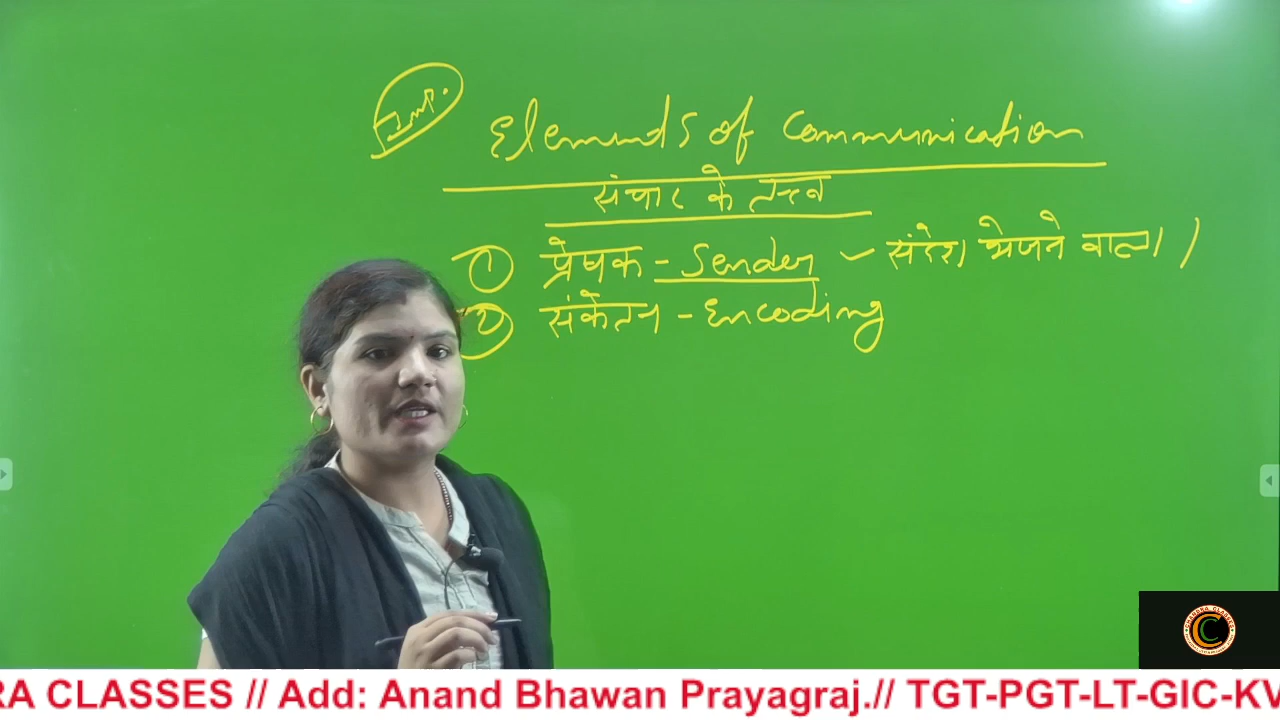 Imp.
Elements of Communication
संचार के तत्त्व
① प्रेषक - Sender - संदेश भेजने वाला।
② संकेतन - Encoding
RA CLASSES // Add: Anand Bhawan Prayagraj.// TGT-PGT-LT-GIC-KV